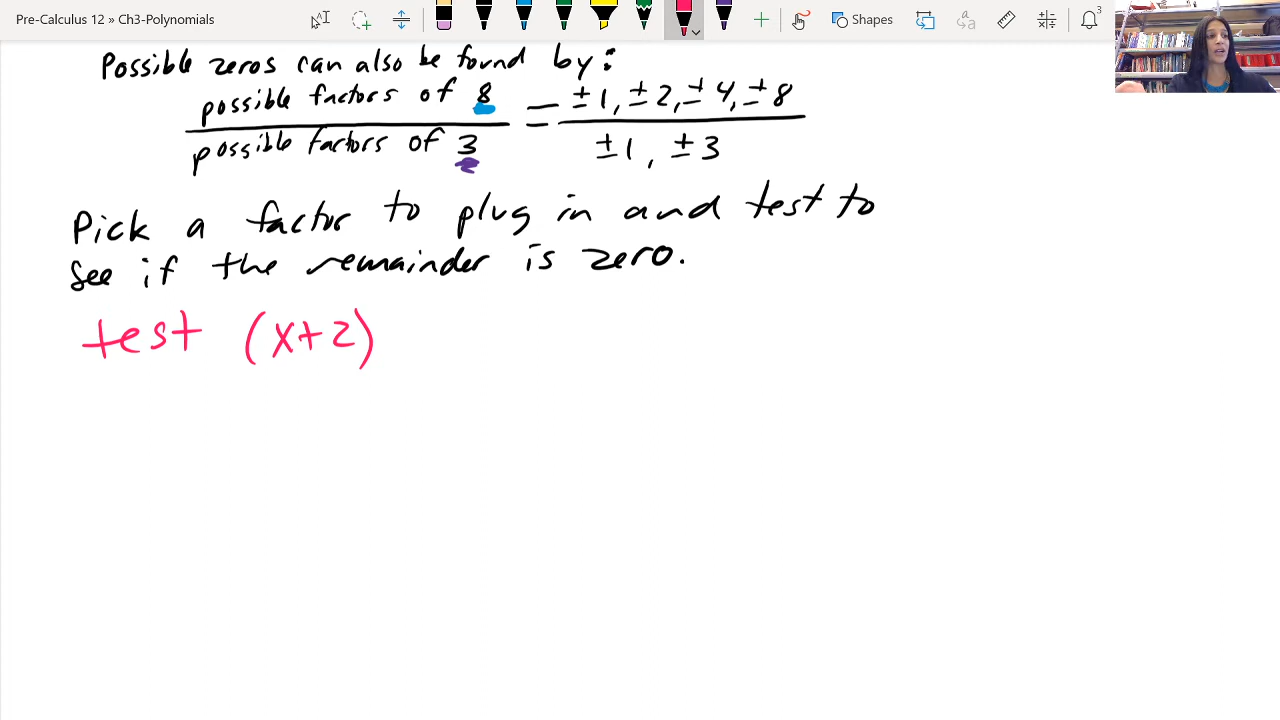 Pre-Calculus 12 » Ch3-Polynomials
Shapes
3
Possible zeros can also be found by:
possible factors of 8 = ±1, ±2, ±4, ±8
possible factors of 3 ±1, ±3
Pick a factor to plug in and test to
see if the remainder is zero.
test (x+2)